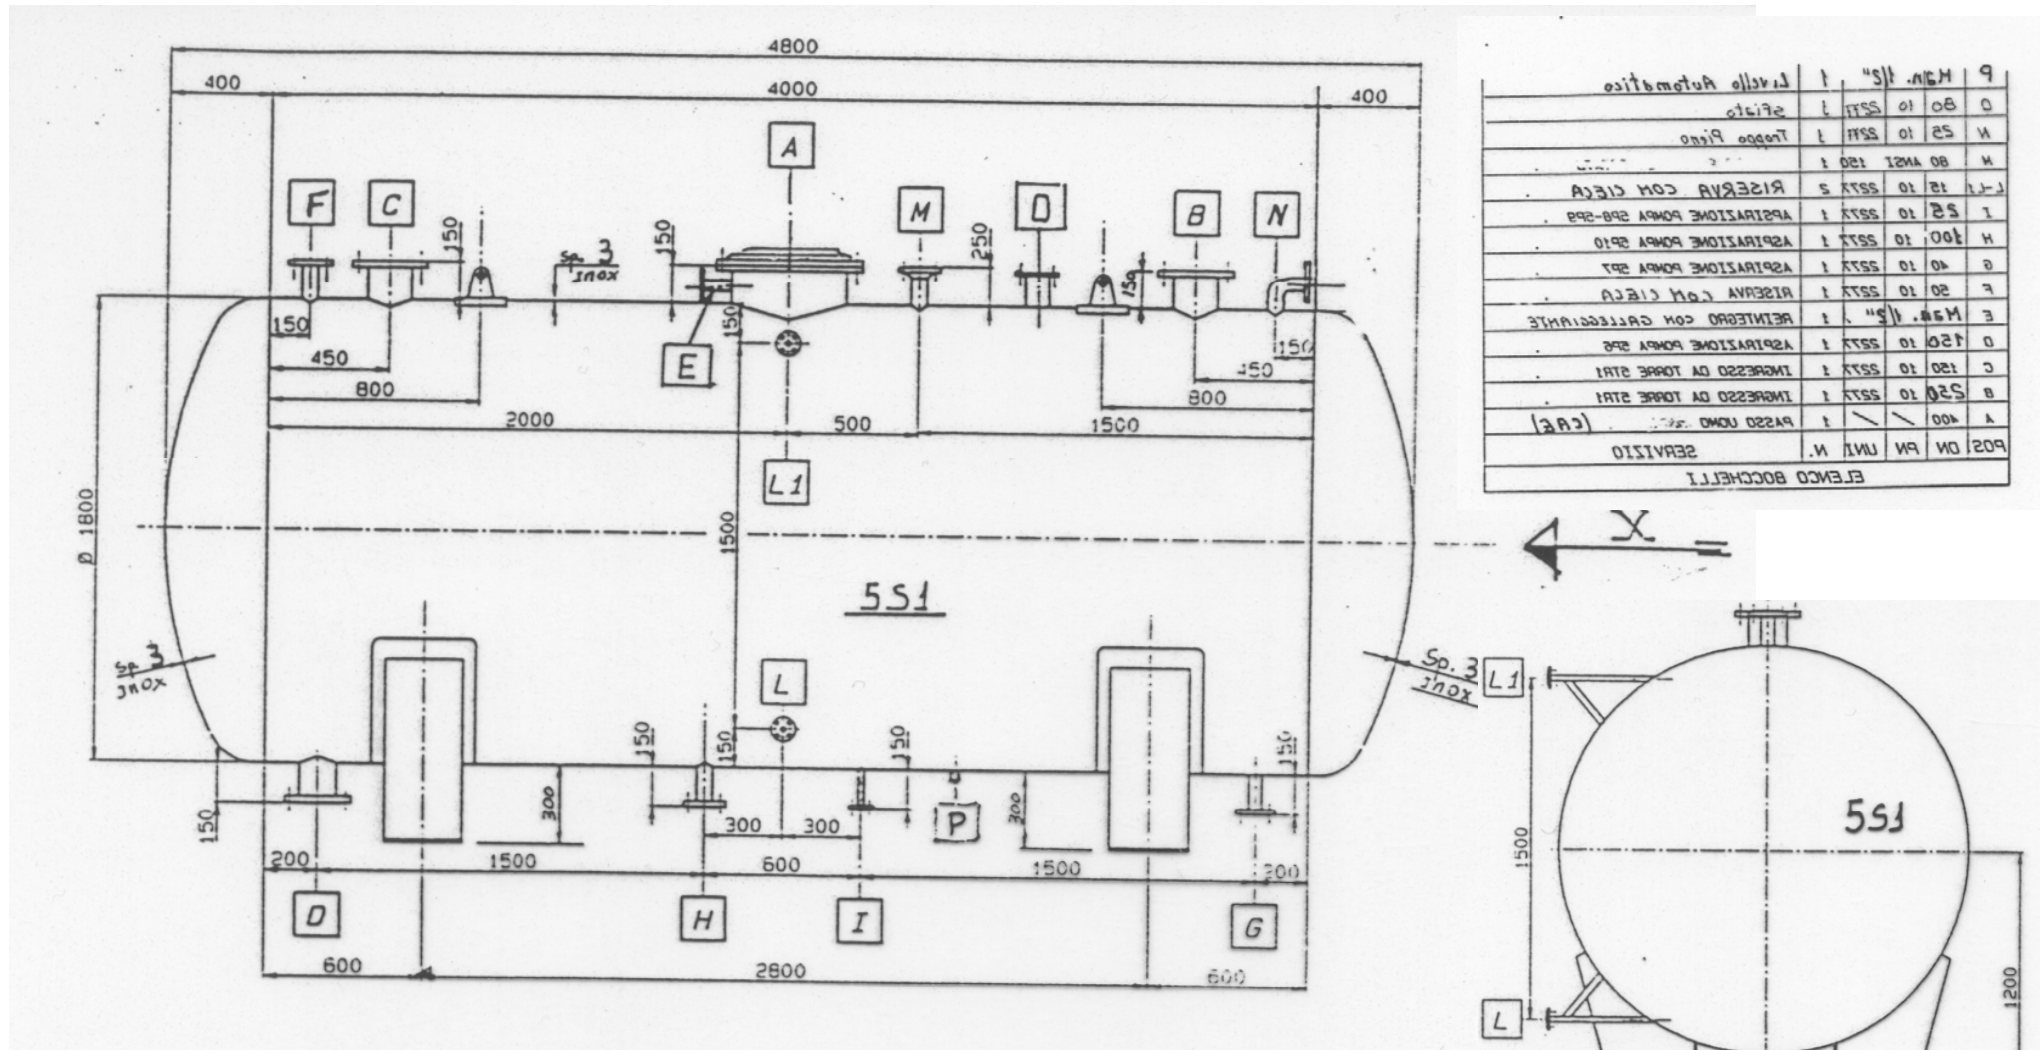 4800
400 4000 400
A
F C M O B N
150 Sp. 3 Inox 150 250 150
150 150 150
E
450 450
800 800
2000 500 1500
L1
Ø 1800
1500
5S1
Sp. 3 Inox
L
Sp. 3 Inox
150 150 150 150
150 300 300
P
300 300
200 1500 600 1500 200
D H I G
600 2800 600
P Man. 1/2" 1 Livello Automatico
O 80 10 2277 1 Sfiato
N 25 10 2277 1 Troppo Pieno
M 80 ANSI 150 1
L-L1 15 10 2277 2 RISERVA COM CIECA
I 25 10 2277 1 ASPIRAZIONE POMPA 5P8-5P9
H 100 10 2277 1 ASPIRAZIONE POMPA 5P10
G 40 10 2277 1 ASPIRAZIONE POMPA 5P7
F 50 10 2277 1 RISERVA COM CIECA
E Man. 1/2" 1 REINTEGRO CON GALLEGGIANTE
D 150 10 2277 1 ASPIRAZIONE POMPA 5P6
C 150 10 2277 1 INGRESSO DA TORRE 5TR1
B 250 10 2277 1 INGRESSO DA TORRE 5TR1
A 400 / / 1 PASSO UOMO (CAE)
POS. DN PN UNI N. SERVIZIO
ELENCO BOCCHELLI
X
L1
5S1
1500
L
1200